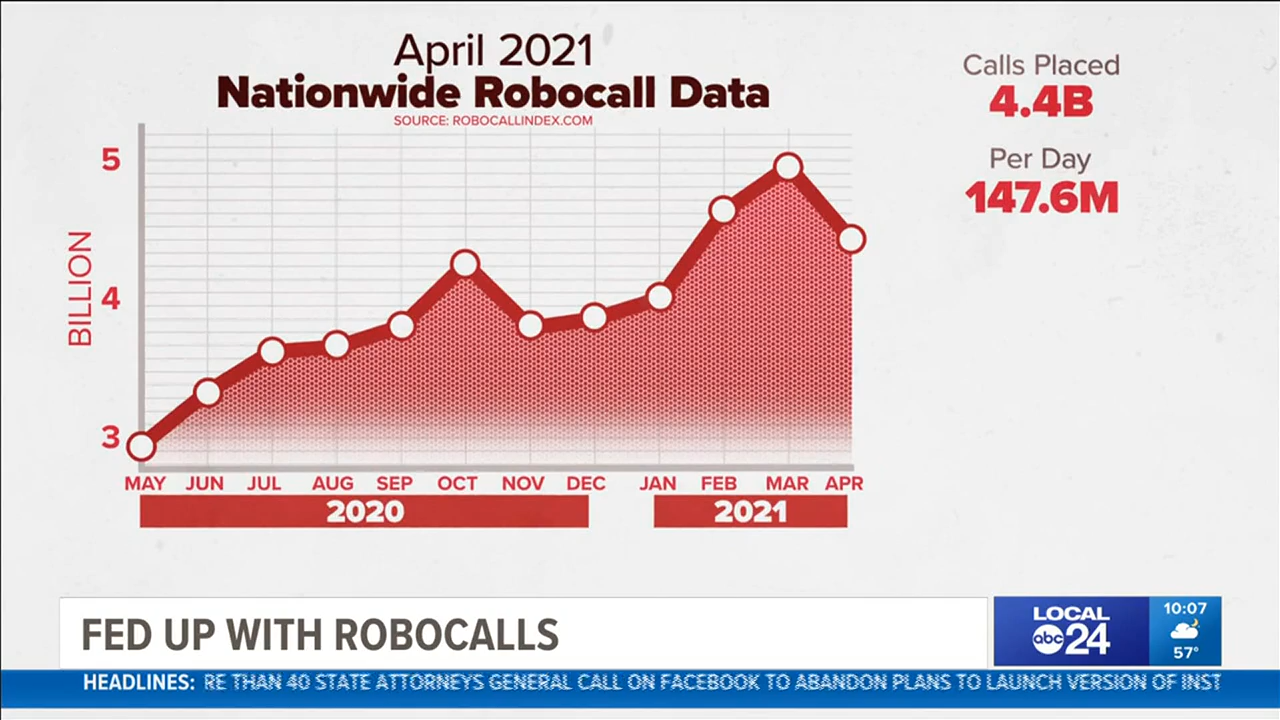 April 2021
Nationwide Robocall Data
SOURCE: ROBOCALLINDEX.COM
Calls Placed
4.4B
Per Day
147.6M
BILLION
5
4
3
MAY JUN JUL AUG SEP OCT NOV DEC JAN FEB MAR APR
2020 2021
FED UP WITH ROBOCALLS
LOCAL
abc 24
10:07
57°
HEADLINES: RE THAN 40 STATE ATTORNEYS GENERAL CALL ON FACEBOOK TO ABANDON PLANS TO LAUNCH VERSION OF INST